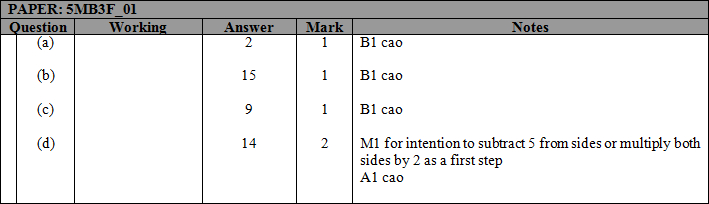 PAPER: 5MB3F_01
Question Working Answer Mark Notes
(a) 2 1 B1 cao
(b) 15 1 B1 cao
(c) 9 1 B1 cao
(d) 14 2 M1 for intention to subtract 5 from sides or multiply both
sides by 2 as a first step
A1 cao